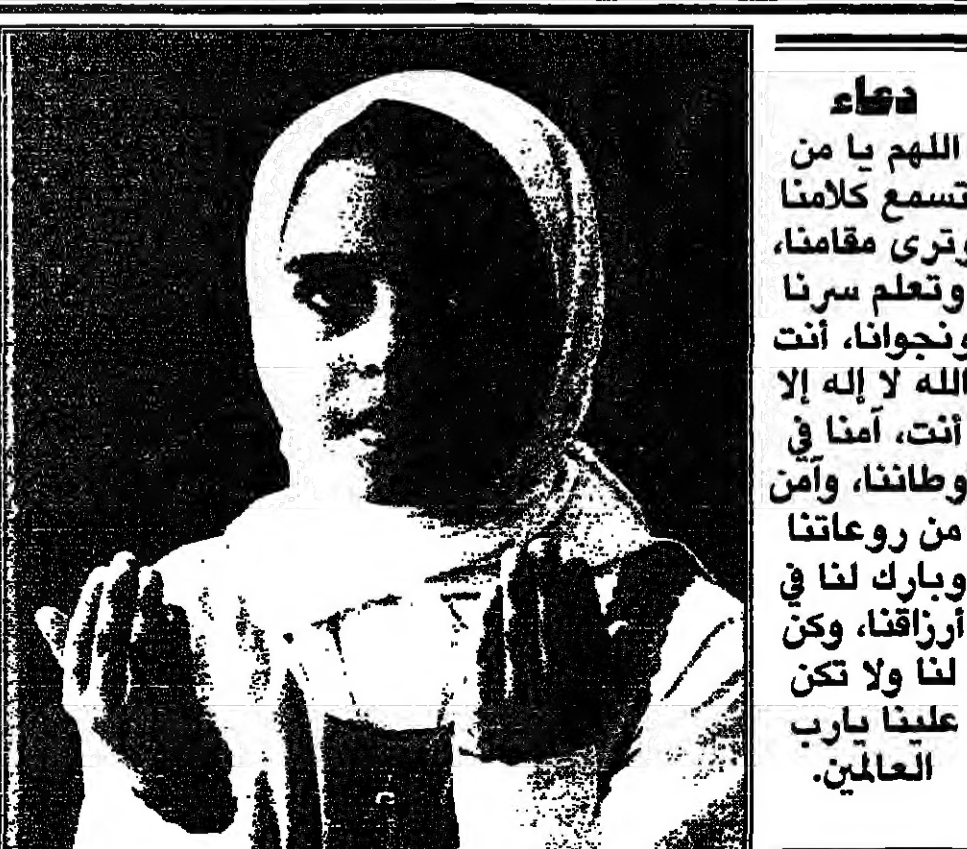 دعاء
اللهم يا من
تسمع كلامنا
وترى مقامنا،
وتعلم سرنا
ونجوانا، أنت
الله لا إله إلا
أنت، آمنا في
وطاننا، وآمن
من روعاتنا
وبارك لنا في
أرزاقنا، وكن
لنا ولا تكن
علينا يارب
العالمين.